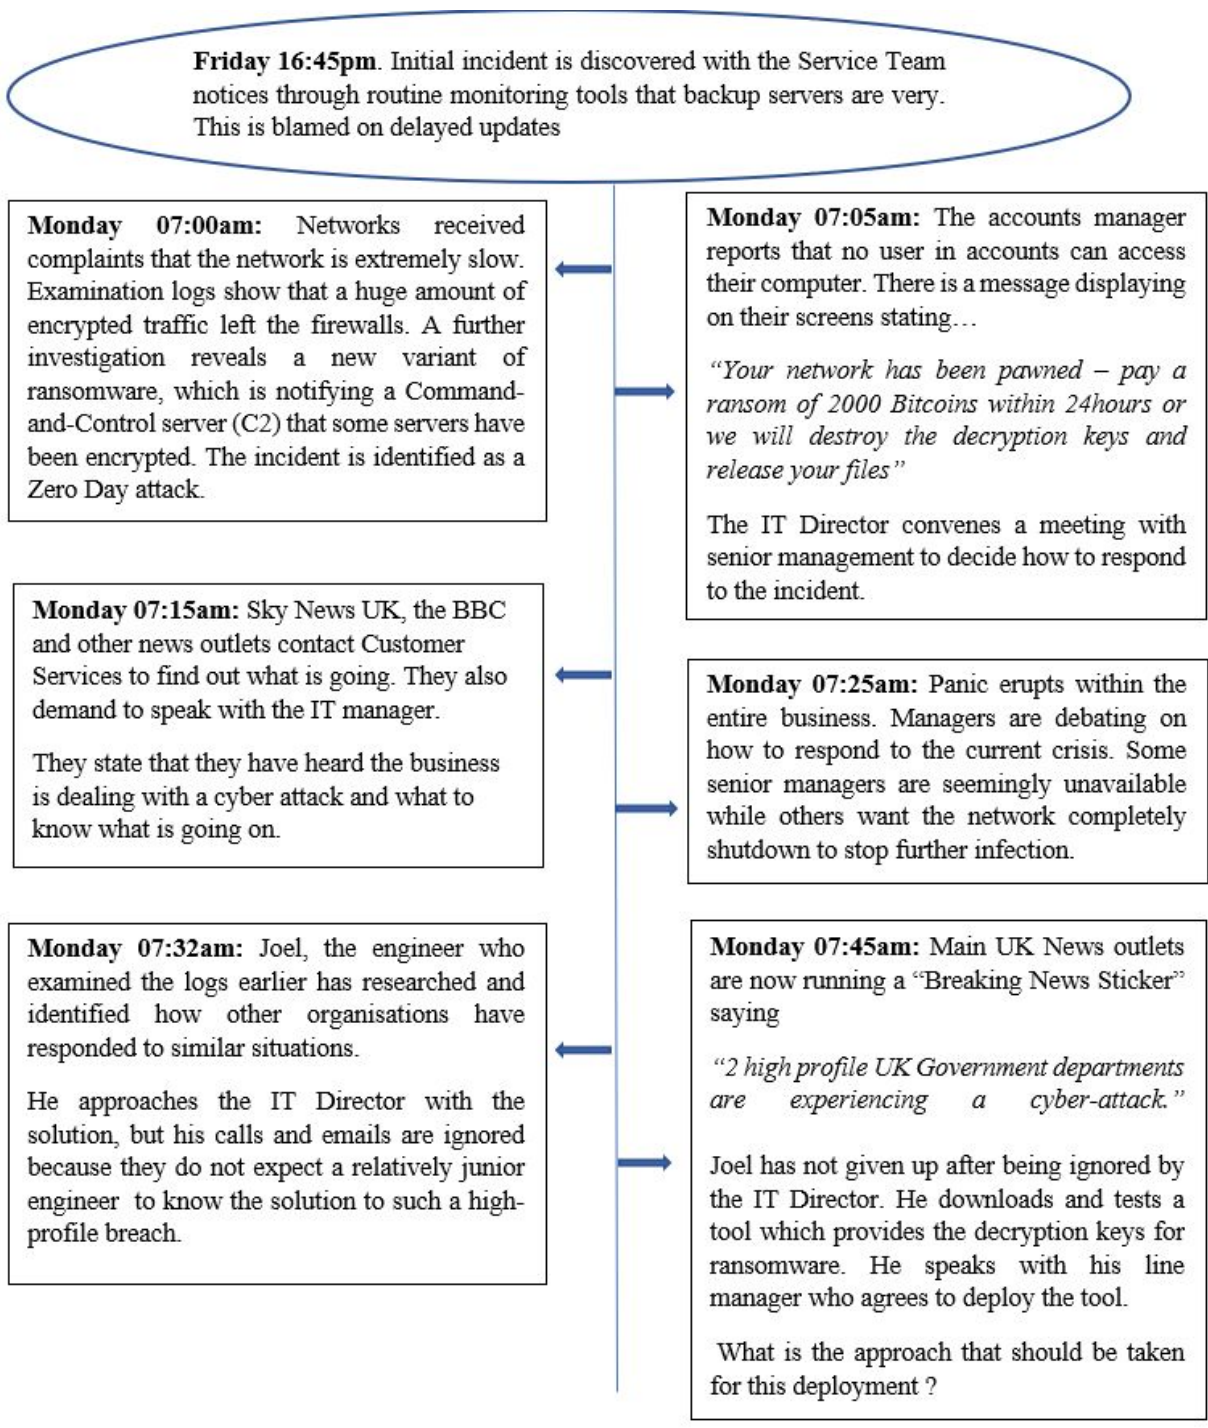 Friday 16:45pm. Initial incident is discovered with the Service Team
notices through routine monitoring tools that backup servers are very.
This is blamed on delayed updates
Monday 07:00am: Networks received
complaints that the network is extremely slow.
Examination logs show that a huge amount of
encrypted traffic left the firewalls. A further
investigation reveals a new variant of
ransomware, which is notifying a Command-
and-Control server (C2) that some servers have
been encrypted. The incident is identified as a
Zero Day attack.
Monday 07:05am: The accounts manager
reports that no user in accounts can access
their computer. There is a message displaying
on their screens stating…
“Your network has been pawned – pay a
ransom of 2000 Bitcoins within 24hours or
we will destroy the decryption keys and
release your files”
The IT Director convenes a meeting with
senior management to decide how to respond
to the incident.
Monday 07:15am: Sky News UK, the BBC
and other news outlets contact Customer
Services to find out what is going. They also
demand to speak with the IT manager.
They state that they have heard the business
is dealing with a cyber attack and what to
know what is going on.
Monday 07:25am: Panic erupts within the
entire business. Managers are debating on
how to respond to the current crisis. Some
senior managers are seemingly unavailable
while others want the network completely
shutdown to stop further infection.
Monday 07:32am: Joel, the engineer who
examined the logs earlier has researched and
identified how other organisations have
responded to similar situations.
He approaches the IT Director with the
solution, but his calls and emails are ignored
because they do not expect a relatively junior
engineer to know the solution to such a high-
profile breach.
Monday 07:45am: Main UK News outlets
are now running a “Breaking News Sticker”
saying
“2 high profile UK Government departments
are experiencing a cyber-attack.”
Joel has not given up after being ignored by
the IT Director. He downloads and tests a
tool which provides the decryption keys for
ransomware. He speaks with his line
manager who agrees to deploy the tool.
What is the approach that should be taken
for this deployment ?